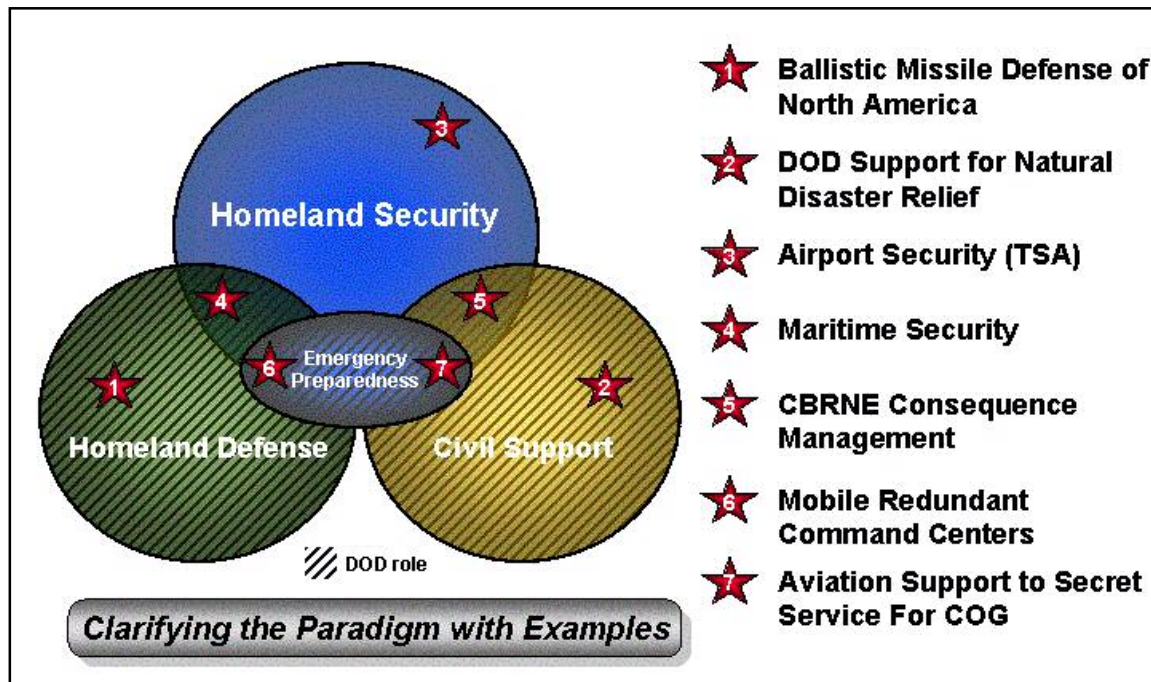 3
Homeland Security
4
5
6
Emergency
Preparedness
7
1
2
Homeland Defense
Civil Support
DOD role
Clarifying the Paradigm with Examples
1 Ballistic Missile Defense of
North America
2 DOD Support for Natural
Disaster Relief
3 Airport Security (TSA)
4 Maritime Security
5 CBRNE Consequence
Management
6 Mobile Redundant
Command Centers
7 Aviation Support to Secret
Service For COG